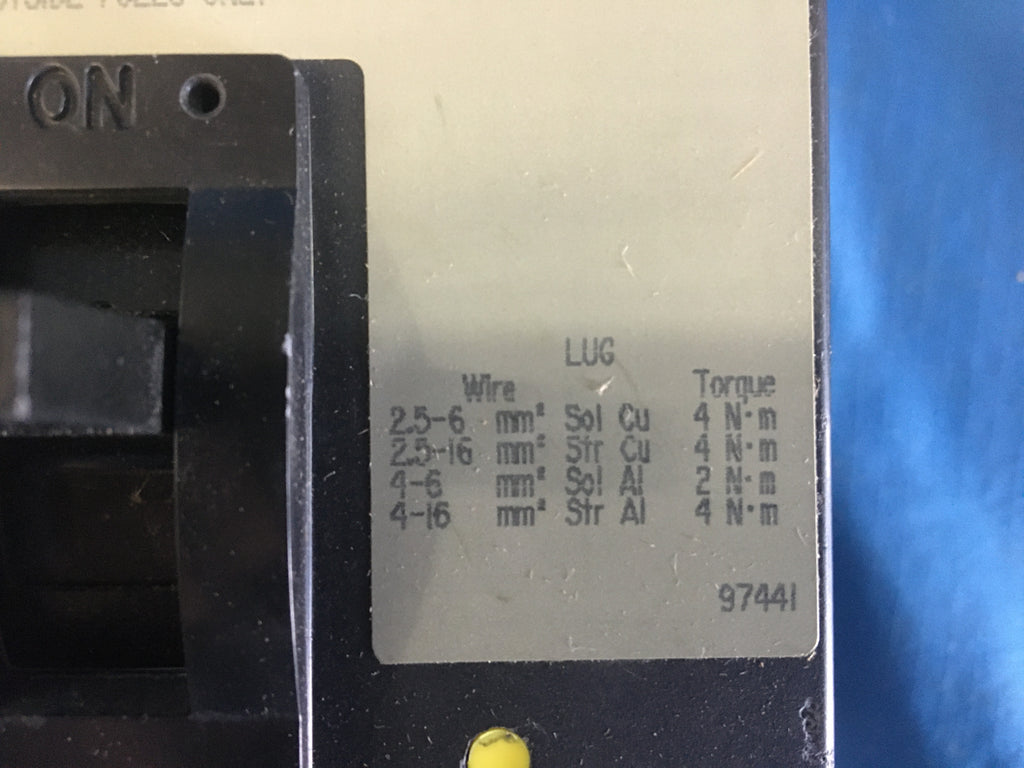 ONLY
ON
LUG
Wire Torque
2.5-6 mm² Sol Cu 4 N·m
2.5-16 mm² Str Cu 4 N·m
4-6 mm² Sol Al 2 N·m
4-16 mm² Str Al 4 N·m
97441